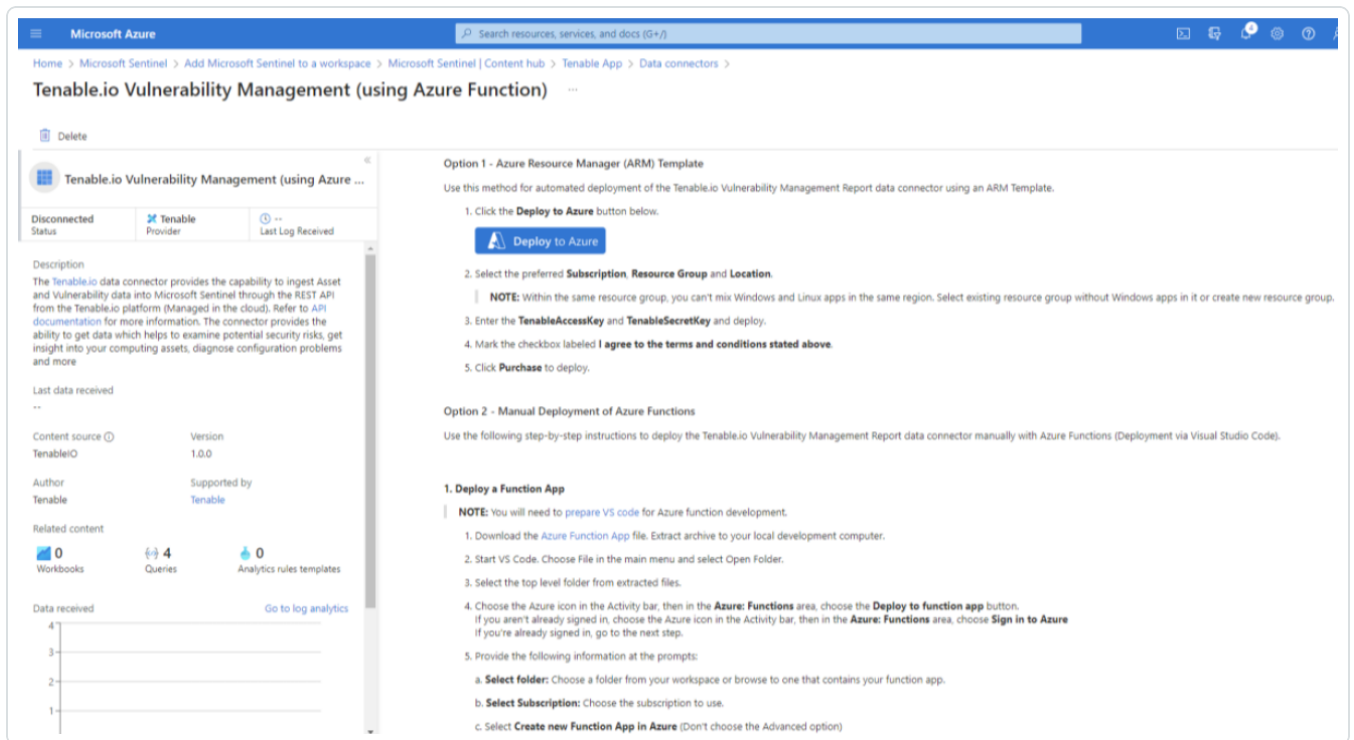 Microsoft Azure
Search resources, services, and docs (G+/)
4
Home > Microsoft Sentinel > Add Microsoft Sentinel to a workspace > Microsoft Sentinel | Content hub > Tenable App > Data connectors >
Tenable.io Vulnerability Management (using Azure Function) ...
Delete
«
Tenable.io Vulnerability Management (using Azure ...
Disconnected
Status
Tenable
Provider
--
Last Log Received
Description
The Tenable.io data connector provides the capability to ingest Asset
and Vulnerability data into Microsoft Sentinel through the REST API
from the Tenable.io platform (Managed in the cloud). Refer to API
documentation for more information. The connector provides the
ability to get data which helps to examine potential security risks, get
insight into your computing assets, diagnose configuration problems
and more
Last data received
--
Content source
Version
TenableIO
1.0.0
Author
Supported by
Tenable
Tenable
Related content
0
Workbooks
4
Queries
0
Analytics rules templates
Data received
Go to log analytics
4
3
2
1
Option 1 - Azure Resource Manager (ARM) Template
Use this method for automated deployment of the Tenable.io Vulnerability Management Report data connector using an ARM Template.
1. Click the Deploy to Azure button below.
Deploy to Azure
2. Select the preferred Subscription, Resource Group and Location.
NOTE: Within the same resource group, you can't mix Windows and Linux apps in the same region. Select existing resource group without Windows apps in it or create new resource group.
3. Enter the TenableAccessKey and TenableSecretKey and deploy.
4. Mark the checkbox labeled I agree to the terms and conditions stated above.
5. Click Purchase to deploy.
Option 2 - Manual Deployment of Azure Functions
Use the following step-by-step instructions to deploy the Tenable.io Vulnerability Management Report data connector manually with Azure Functions (Deployment via Visual Studio Code).
1. Deploy a Function App
NOTE: You will need to prepare VS code for Azure function development.
1. Download the Azure Function App file. Extract archive to your local development computer.
2. Start VS Code. Choose File in the main menu and select Open Folder.
3. Select the top level folder from extracted files.
4. Choose the Azure icon in the Activity bar, then in the Azure: Functions area, choose the Deploy to function app button.
If you aren't already signed in, choose the Azure icon in the Activity bar, then in the Azure: Functions area, choose Sign in to Azure
If you're already signed in, go to the next step.
5. Provide the following information at the prompts:
a. Select folder: Choose a folder from your workspace or browse to one that contains your function app.
b. Select Subscription: Choose the subscription to use.
c. Select Create new Function App in Azure (Don't choose the Advanced option)